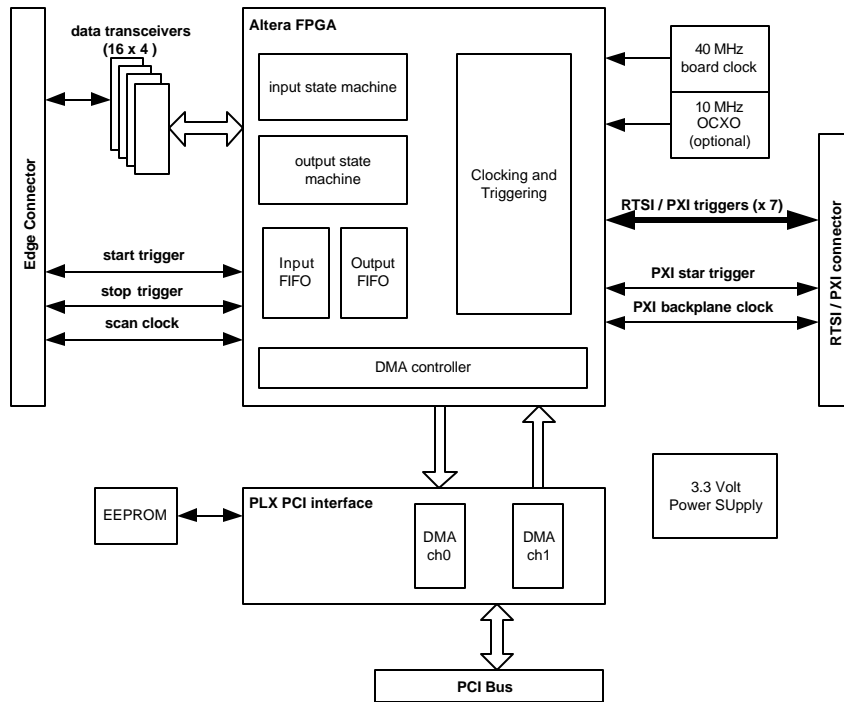 data transceivers
(16 x 4 )
Altera FPGA
input state machine
output state
machine
Input
FIFO
Output
FIFO
Clocking and
Triggering
DMA controller
40 MHz
board clock
10 MHz
OCXO
(optional)
Edge Connector
start trigger
stop trigger
scan clock
RTSI / PXI triggers (x 7)
PXI star trigger
PXI backplane clock
RTSI / PXI connector
EEPROM
PLX PCI interface
DMA
ch0
DMA
ch1
3.3 Volt
Power SUpply
PCI Bus